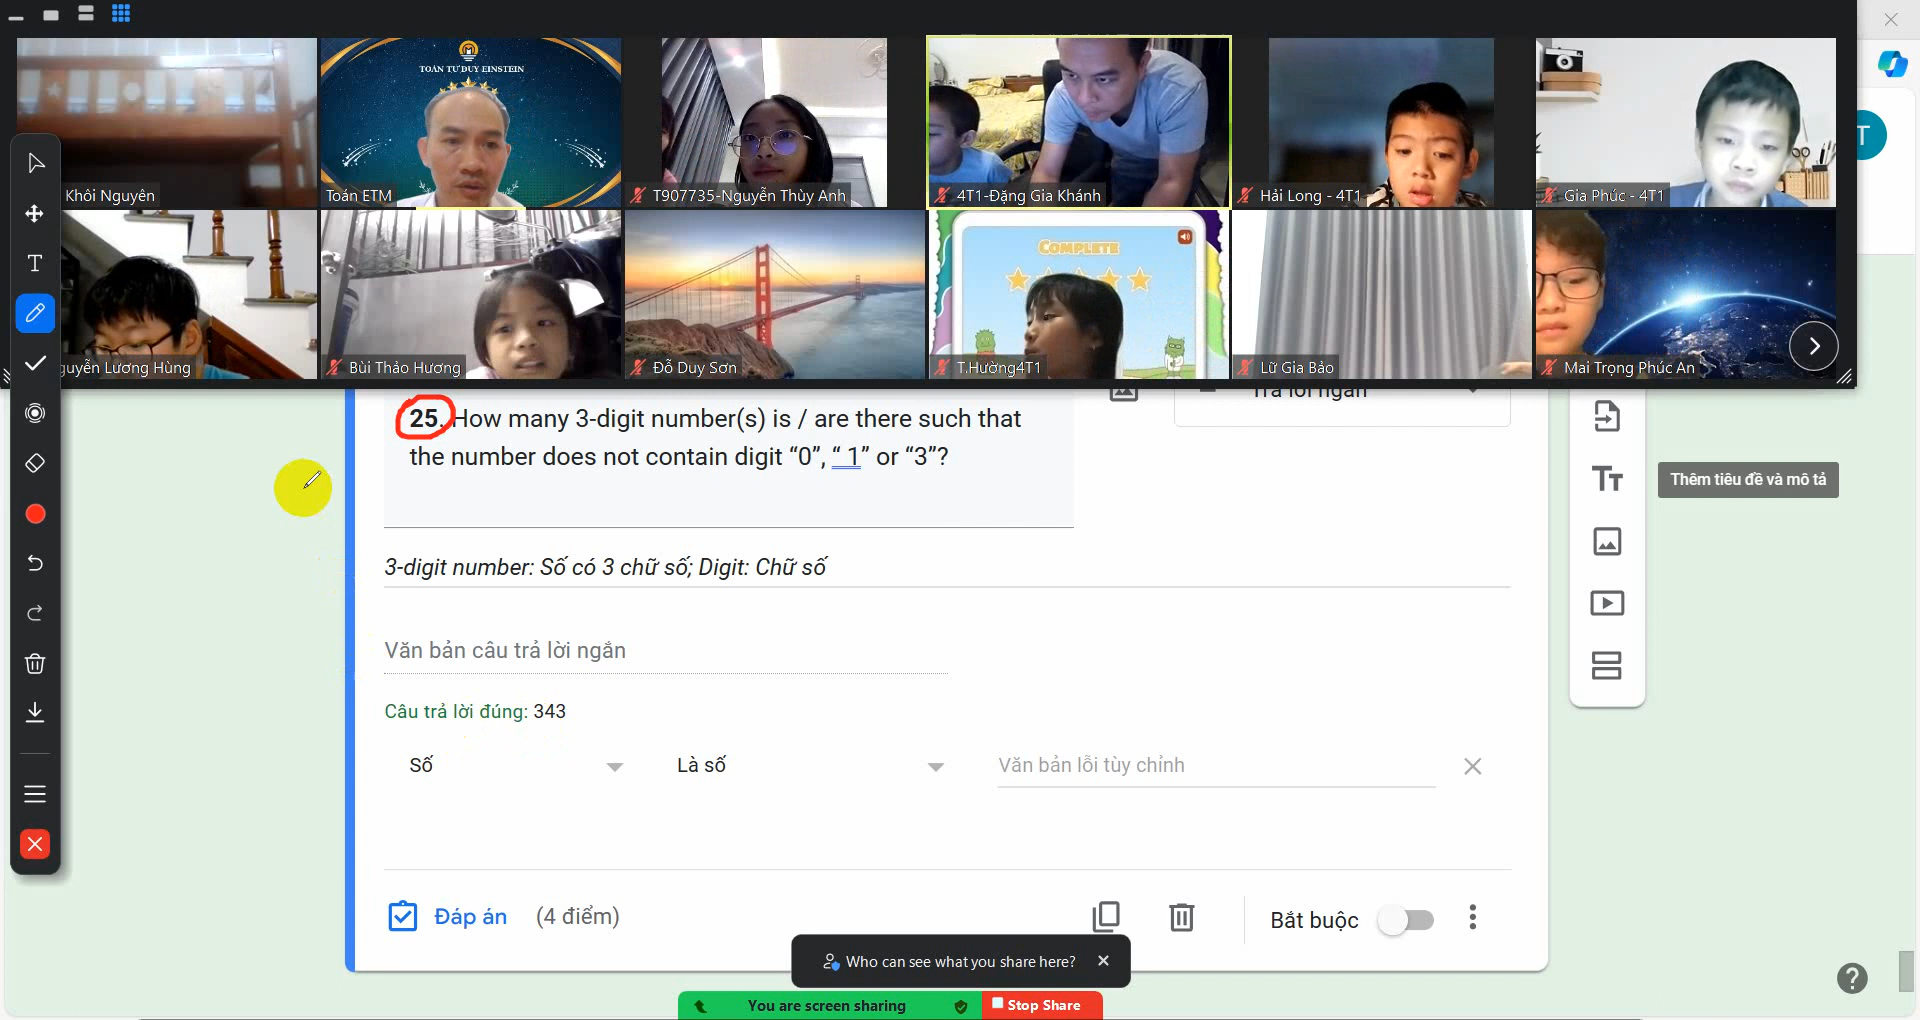 TOÁN TƯ DUY EINSTEIN
Khôi Nguyên
Toán ETM
T907735-Nguyễn Thùy Anh
4T1-Đặng Gia Khánh
Hải Long - 4T1
Gia Phúc - 4T1
T
COMPLETE
guyễn Lương Hùng
Bùi Thảo Hương
Đỗ Duy Sơn
T.Hường4T1
Lữ Gia Bảo
Mai Trọng Phúc An
Trả lời ngắn
25. How many 3-digit number(s) is / are there such that
the number does not contain digit “0”, “ 1” or “3”?
Thêm tiêu đề và mô tả
3-digit number: Số có 3 chữ số; Digit: Chữ số
Văn bản câu trả lời ngắn
Câu trả lời đúng: 343
Số
Là số
Văn bản lỗi tùy chỉnh
Đáp án
(4 điểm)
Bắt buộc
Who can see what you share here?
You are screen sharing
Stop Share